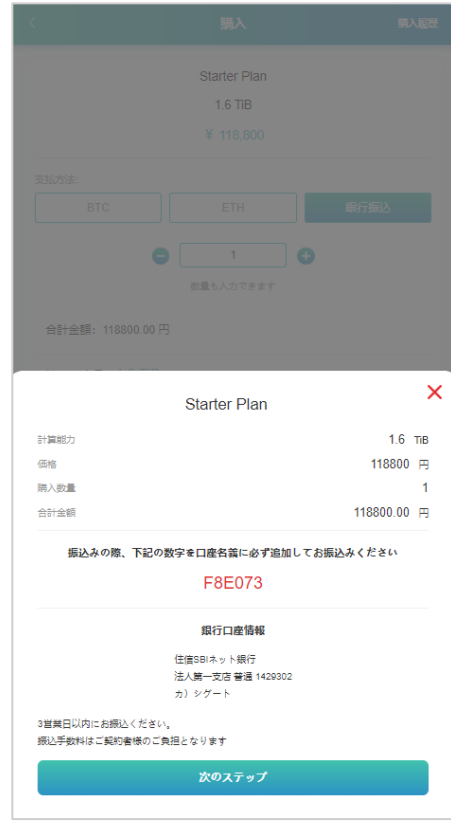 購入 購入履歴
Starter Plan
1.6 TiB
¥ 118,800
支払方法:
BTC ETH 銀行振込
1
数量も入力できます
合計金額: 118800.00 円
Starter Plan
計算能力 1.6 TiB
価格 118800 円
購入数量 1
合計金額 118800.00 円
振込みの際、下記の数字を口座名義に必ず追加してお振込みください
F8E073
銀行口座情報
住信SBIネット銀行
法人第一支店 普通 1429302
カ）シゲート
3営業日以内にお振込ください。
振込手数料はご契約者様のご負担となります
次のステップ